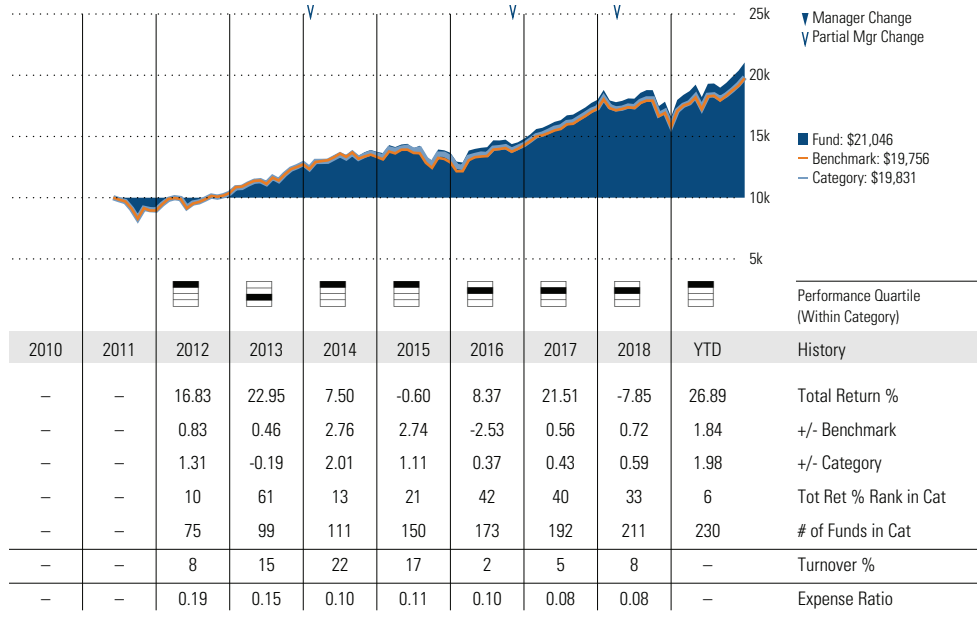 25k
▼ Manager Change
V Partial Mgr Change
20k
15k
Fund: $21,046
Benchmark: $19,756
Category: $19,831
10k
5k
Performance Quartile
(Within Category)
2010 2011 2012 2013 2014 2015 2016 2017 2018 YTD History
– – 16.83 22.95 7.50 -0.60 8.37 21.51 -7.85 26.89 Total Return %
– – 0.83 0.46 2.76 2.74 -2.53 0.56 0.72 1.84 +/- Benchmark
– – 1.31 -0.19 2.01 1.11 0.37 0.43 0.59 1.98 +/- Category
– – 10 61 13 21 42 40 33 6 Tot Ret % Rank in Cat
– – 75 99 111 150 173 192 211 230 # of Funds in Cat
– – 8 15 22 17 2 5 8 – Turnover %
– – 0.19 0.15 0.10 0.11 0.10 0.08 0.08 – Expense Ratio